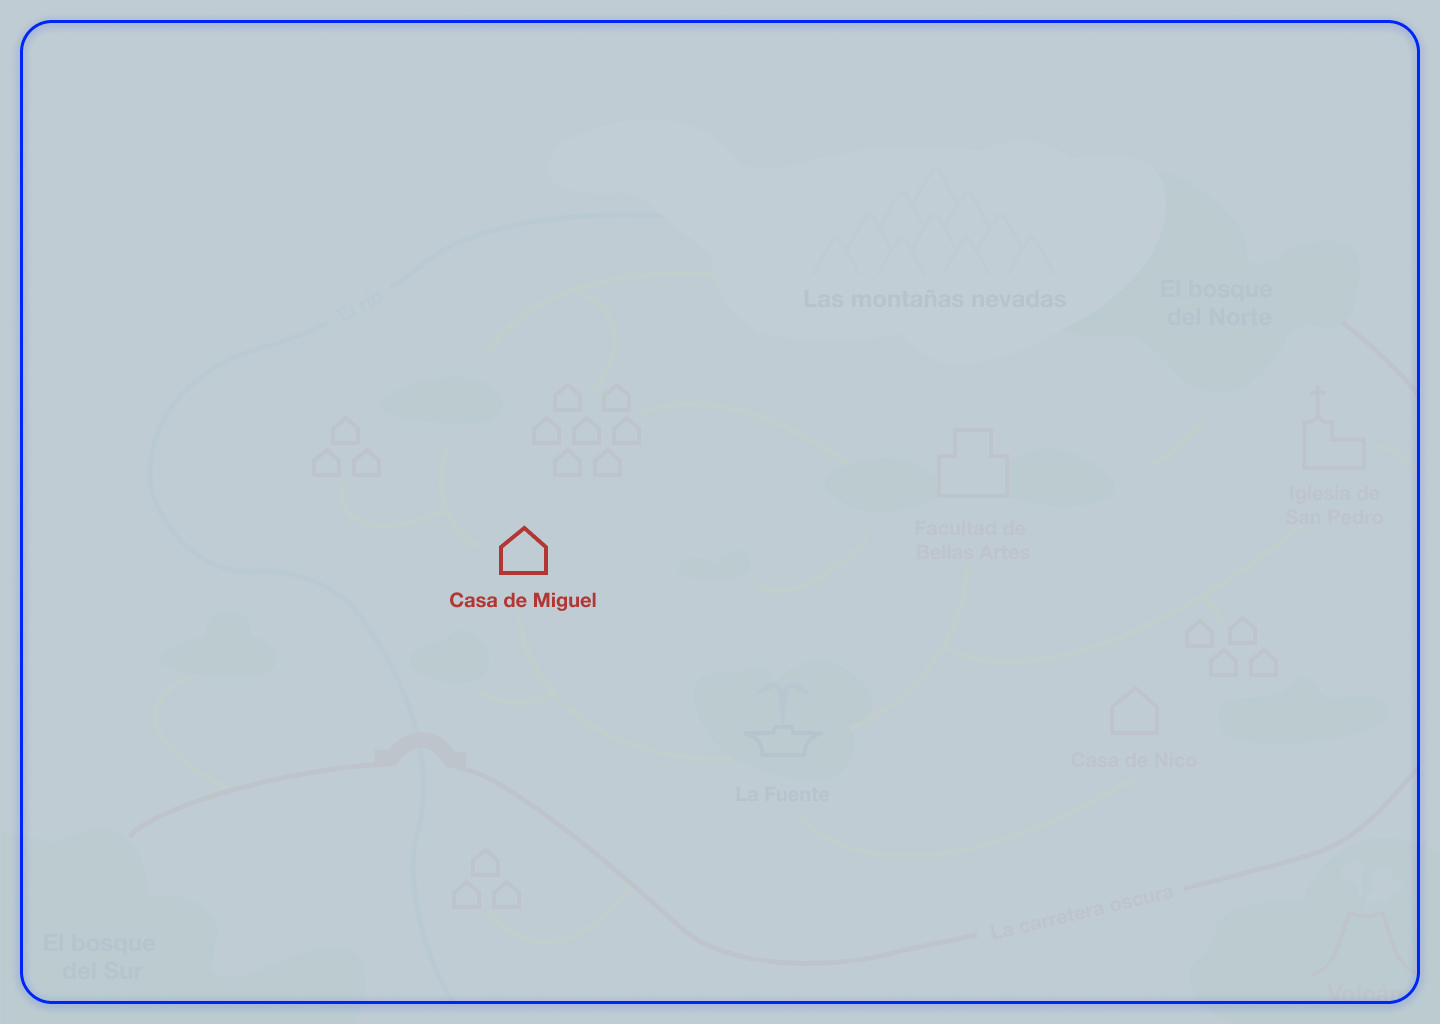 El río
Las montañas nevadas
El bosque
del Norte
Iglesia de
San Pedro
Facultad de
Bellas Artes
Casa de Miguel
Casa de Nico
La Fuente
La carretera oscura
El bosque
del Sur
Volcán